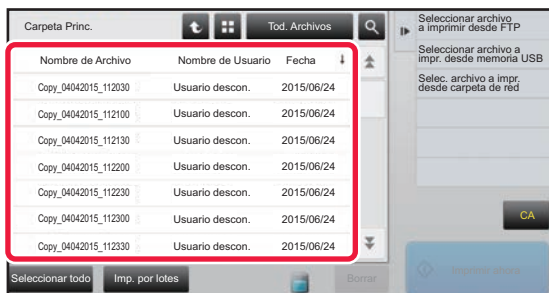 Carpeta Princ. Tod. Archivos
Seleccionar archivo
a imprimir desde FTP
Seleccionar archivo a
impr. desde memoria USB
Selec. archivo a impr.
desde carpeta de red
Nombre de Archivo Nombre de Usuario Fecha
Copy_04042015_112030 Usuario descon. 2015/06/24
Copy_04042015_112100 Usuario descon. 2015/06/24
Copy_04042015_112130 Usuario descon. 2015/06/24
Copy_04042015_112200 Usuario descon. 2015/06/24
Copy_04042015_112230 Usuario descon. 2015/06/24
Copy_04042015_112300 Usuario descon. 2015/06/24
Copy_04042015_112330 Usuario descon. 2015/06/24
CA
Seleccionar todo Imp. por lotes Borrar